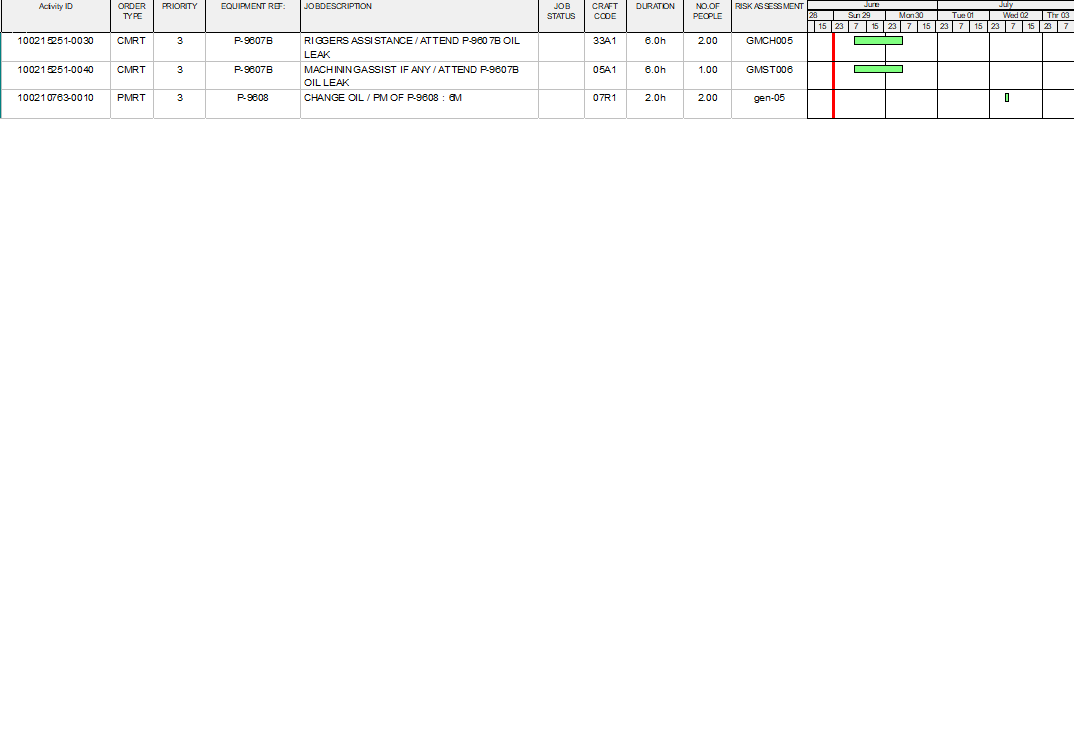 Activity ID ORDER TYPE PRIORITY EQUIPMENT REF: JOBDESCRIPTION JOB STATUS CRAFT CODE DURATION NO.OF PEOPLE RISK ASSESSMENT
June July
28 Sun 29 Mon 30 Tue 01 Wed 02 Thr 03
15 23 7 15 23 7 15 23 7 15 23 7 15 23 7
100215251-0030 CMRT 3 P-9607B RIGGERS ASSISTANCE / ATTEND P-9607B OIL 33A1 6.0h 2.00 GMCH005
LEAK
100215251-0040 CMRT 3 P-9607B MACHININGASSIST IF ANY / ATTEND P-9607B 05A1 6.0h 1.00 GMST006
OIL LEAK
100210763-0010 PMRT 3 P-9608 CHANGE OIL / PM OF P-9608 : 6M 07R1 2.0h 2.00 gen-05